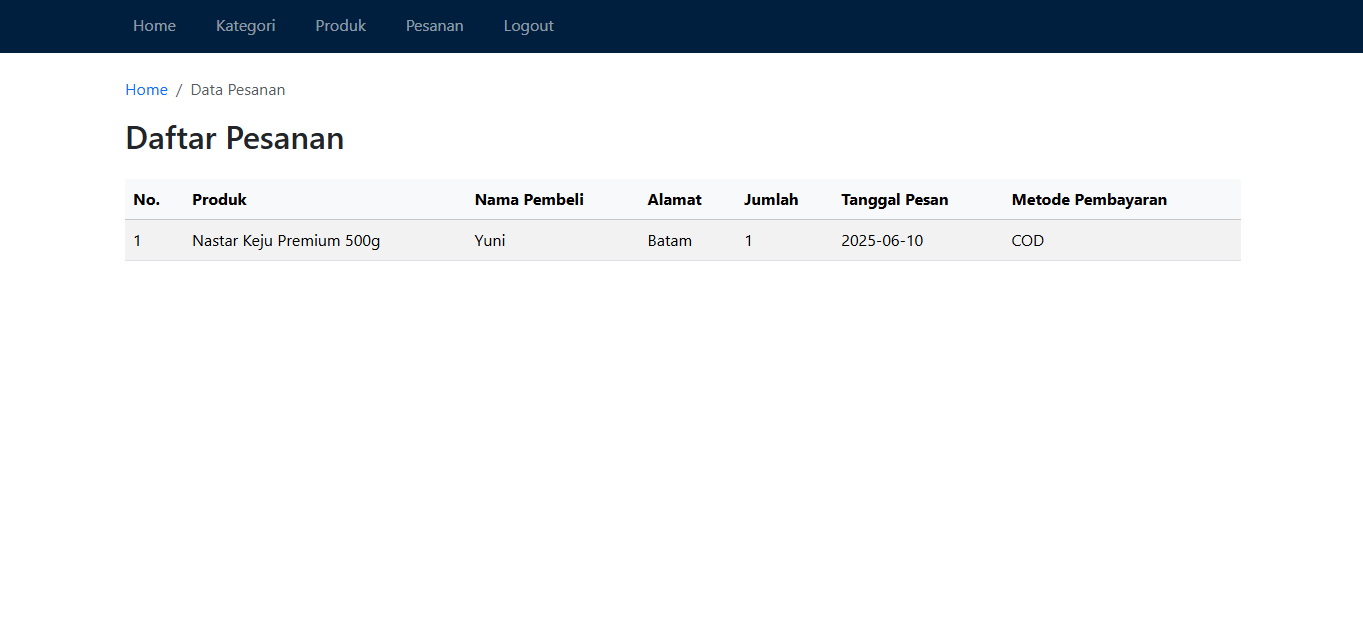 Home Kategori Produk Pesanan Logout
Home / Data Pesanan
Daftar Pesanan
No. Produk Nama Pembeli Alamat Jumlah Tanggal Pesan Metode Pembayaran
1 Nastar Keju Premium 500g Yuni Batam 1 2025-06-10 COD